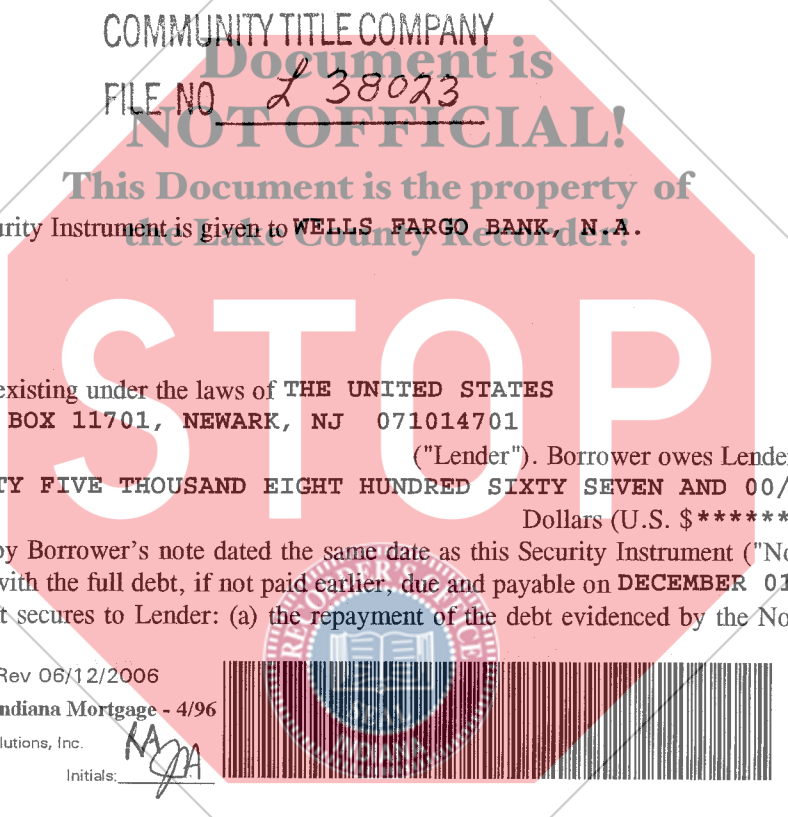 COMMUNITY TITLE COMPANY
Document is
FILE NO L 38023
NOT OFFICIAL!
This Document is the property of
the Lake County Recorder!
urity Instrument is given to WELLS FARGO BANK, N.A.
STOP
existing under the laws of THE UNITED STATES
BOX 11701, NEWARK, NJ 071014701
("Lender"). Borrower owes Lender
TY FIVE THOUSAND EIGHT HUNDRED SIXTY SEVEN AND 00/
Dollars (U.S. $******
by Borrower's note dated the same date as this Security Instrument ("No
with the full debt, if not paid earlier, due and payable on DECEMBER 01
t secures to Lender: (a) the repayment of the debt evidenced by the No
RECORDER'S OFFICE
SEAL
INDIANA
Rev 06/12/2006
ndiana Mortgage - 4/96
lutions, Inc.
Initials: